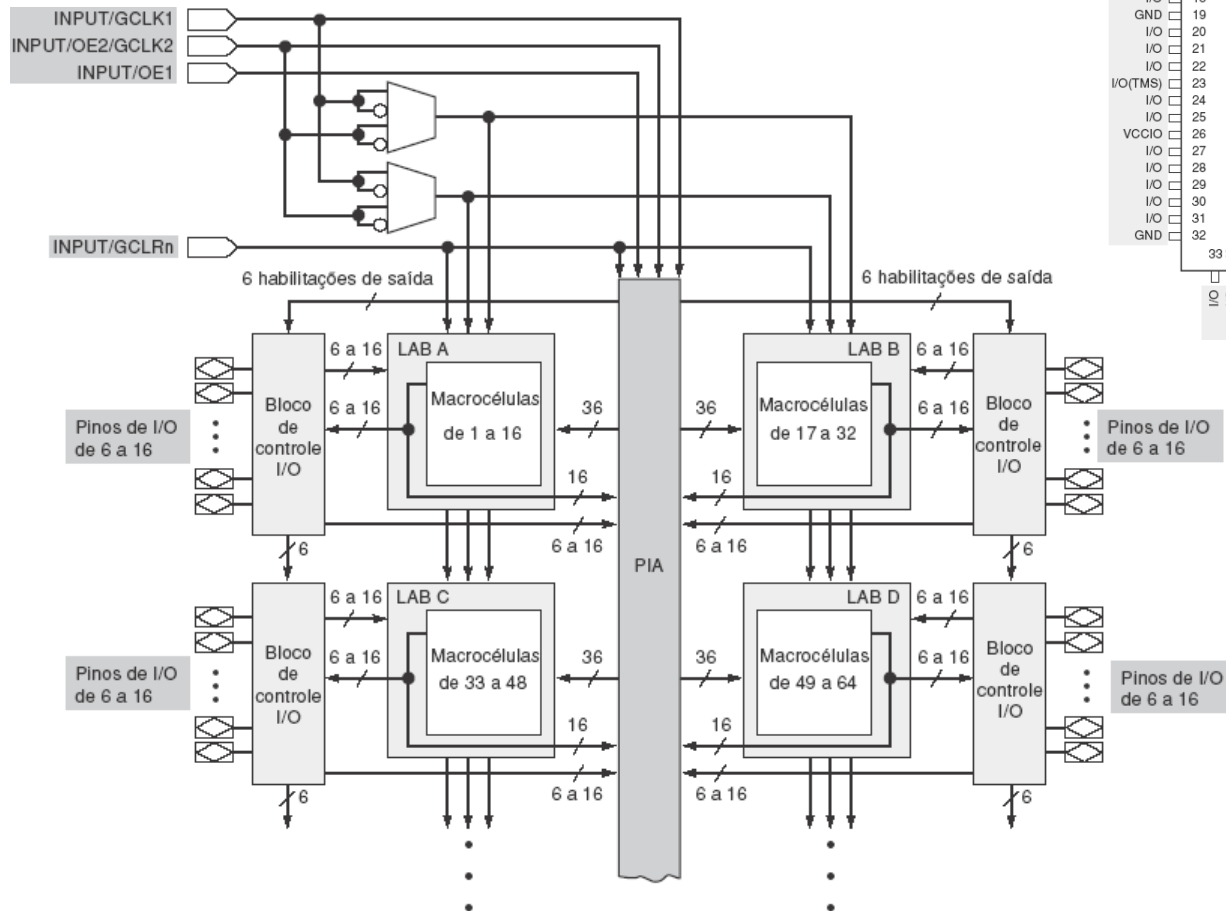 INPUT/GCLK1
INPUT/OE2/GCLK2
INPUT/OE1
INPUT/GCLRn
6 habilitações de saída
6 habilitações de saída
LAB A
6 a 16
6 a 16
Bloco
de
controle
I/O
Macrocélulas
de 1 a 16
36
16
6 a 16
6
Pinos de I/O
de 6 a 16
LAB B
6 a 16
6 a 16
Bloco
de
controle
I/O
Macrocélulas
de 17 a 32
36
16
6 a 16
6
Pinos de I/O
de 6 a 16
PIA
LAB C
6 a 16
6 a 16
Bloco
de
controle
I/O
Macrocélulas
de 33 a 48
36
16
6 a 16
6
Pinos de I/O
de 6 a 16
LAB D
6 a 16
6 a 16
Bloco
de
controle
I/O
Macrocélulas
de 49 a 64
36
16
6 a 16
6
Pinos de I/O
de 6 a 16
GND 19
I/O 20
I/O 21
I/O 22
I/O(TMS) 23
I/O 24
I/O 25
VCCIO 26
I/O 27
I/O 28
I/O 29
I/O 30
I/O 31
GND 32
33
I/O